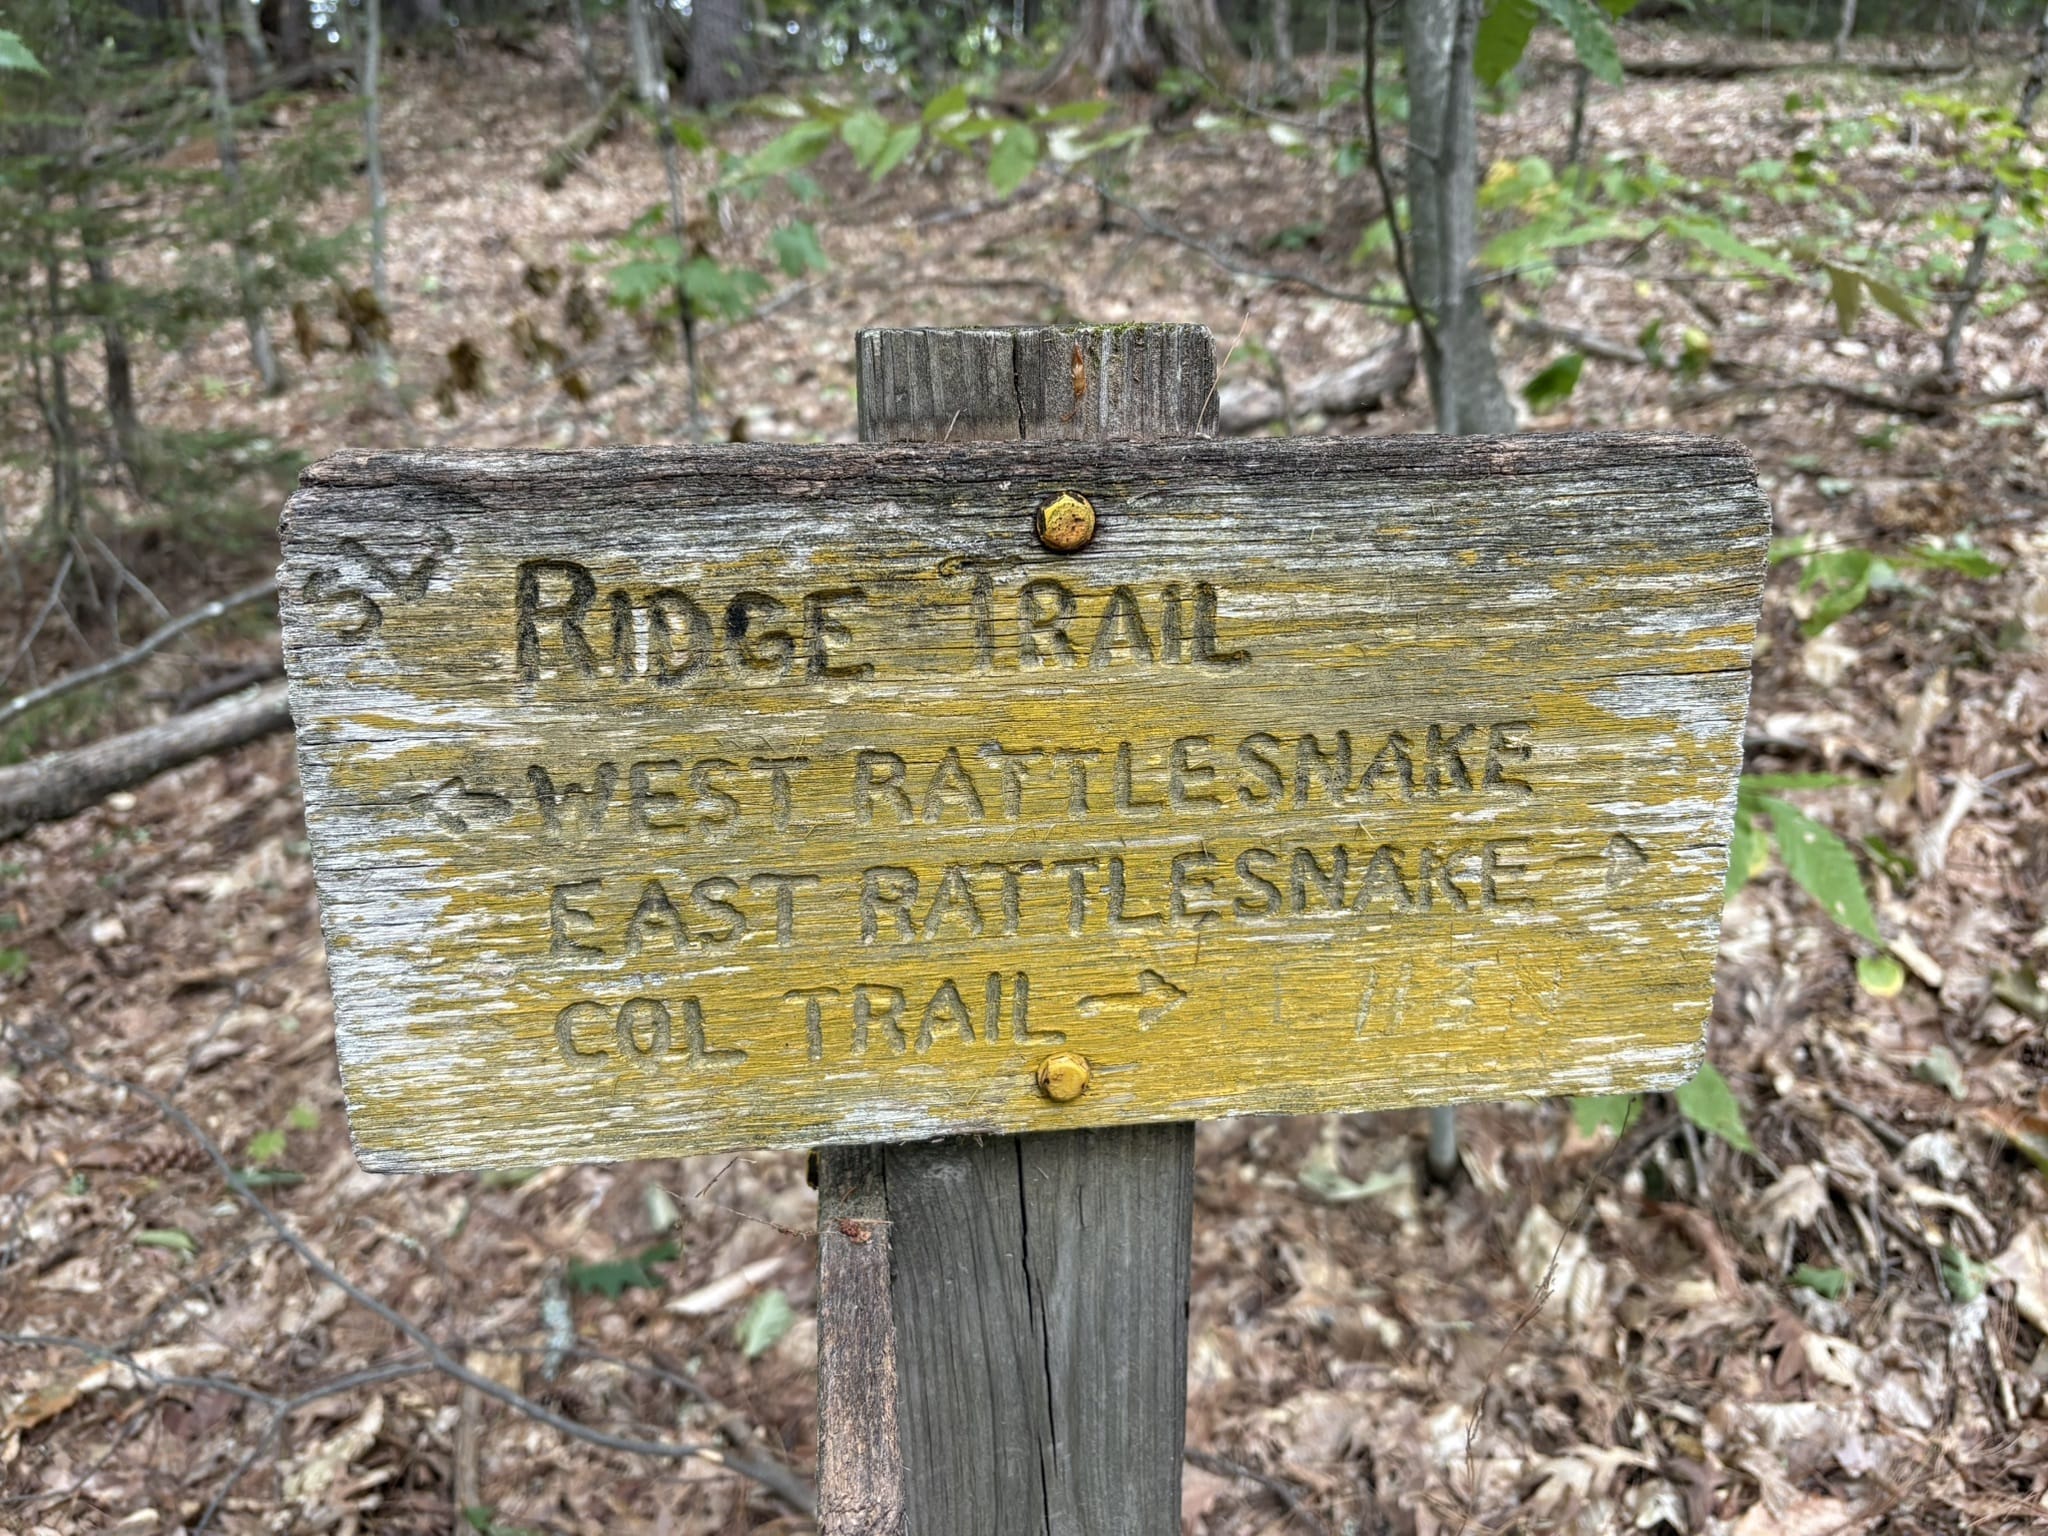 RIDGE TRAIL
← WEST RATTLESNAKE
EAST RATTLESNAKE →
COL TRAIL →